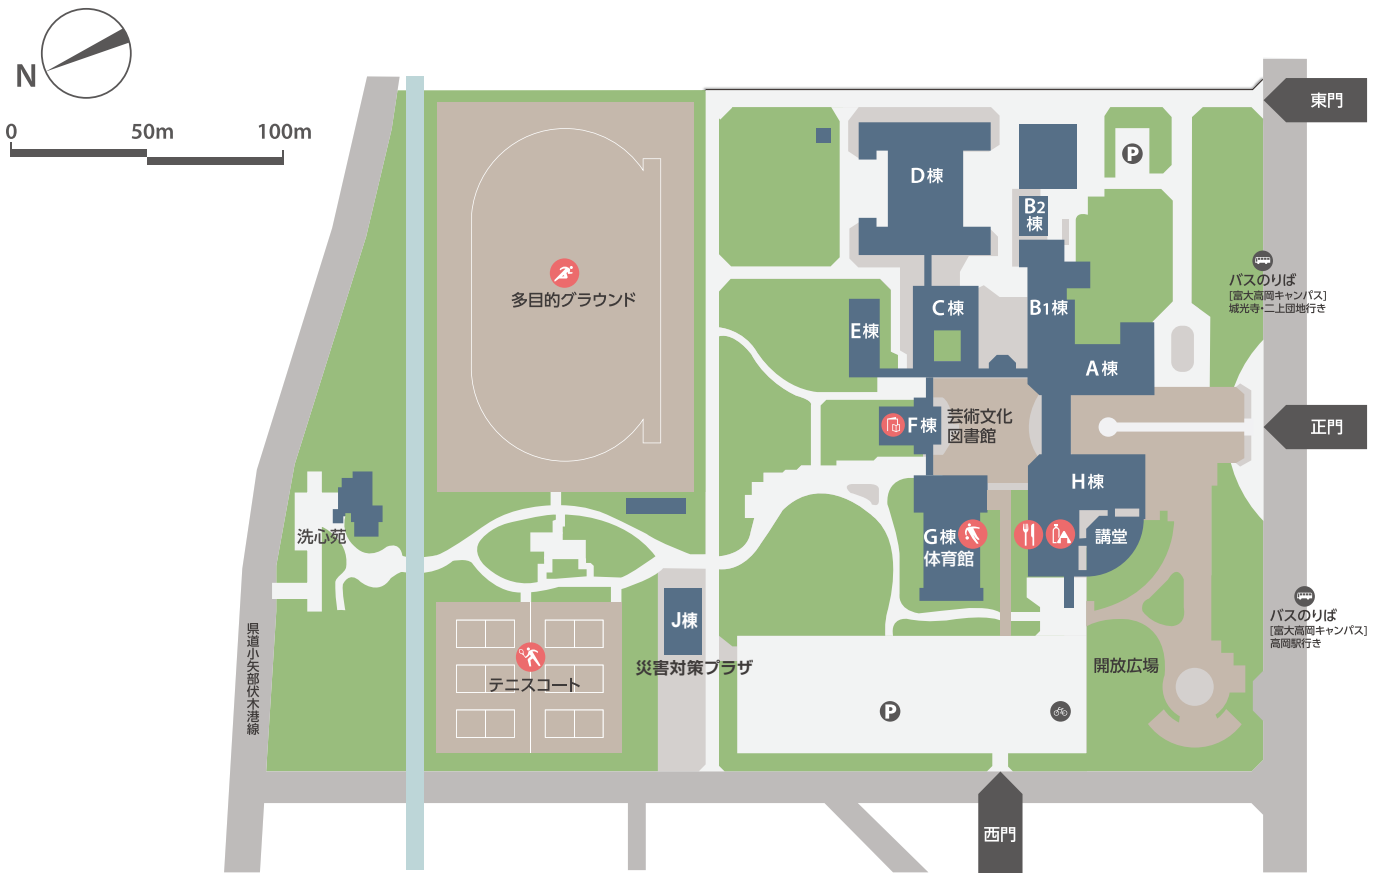 N
0 50m 100m
東門
P
D棟
B2
棟
バスのりば
[富大高岡キャンパス]
城光寺・二上団地行き
多目的グラウンド
C棟
B1棟
E棟
A棟
芸術文化
図書館
F棟
正門
H棟
洗心苑
G棟
体育館
講堂
バスのりば
[富大高岡キャンパス]
高岡駅行き
J棟
災害対策プラザ
開放広場
県道小矢部伏木港線
テニスコート
P
西門